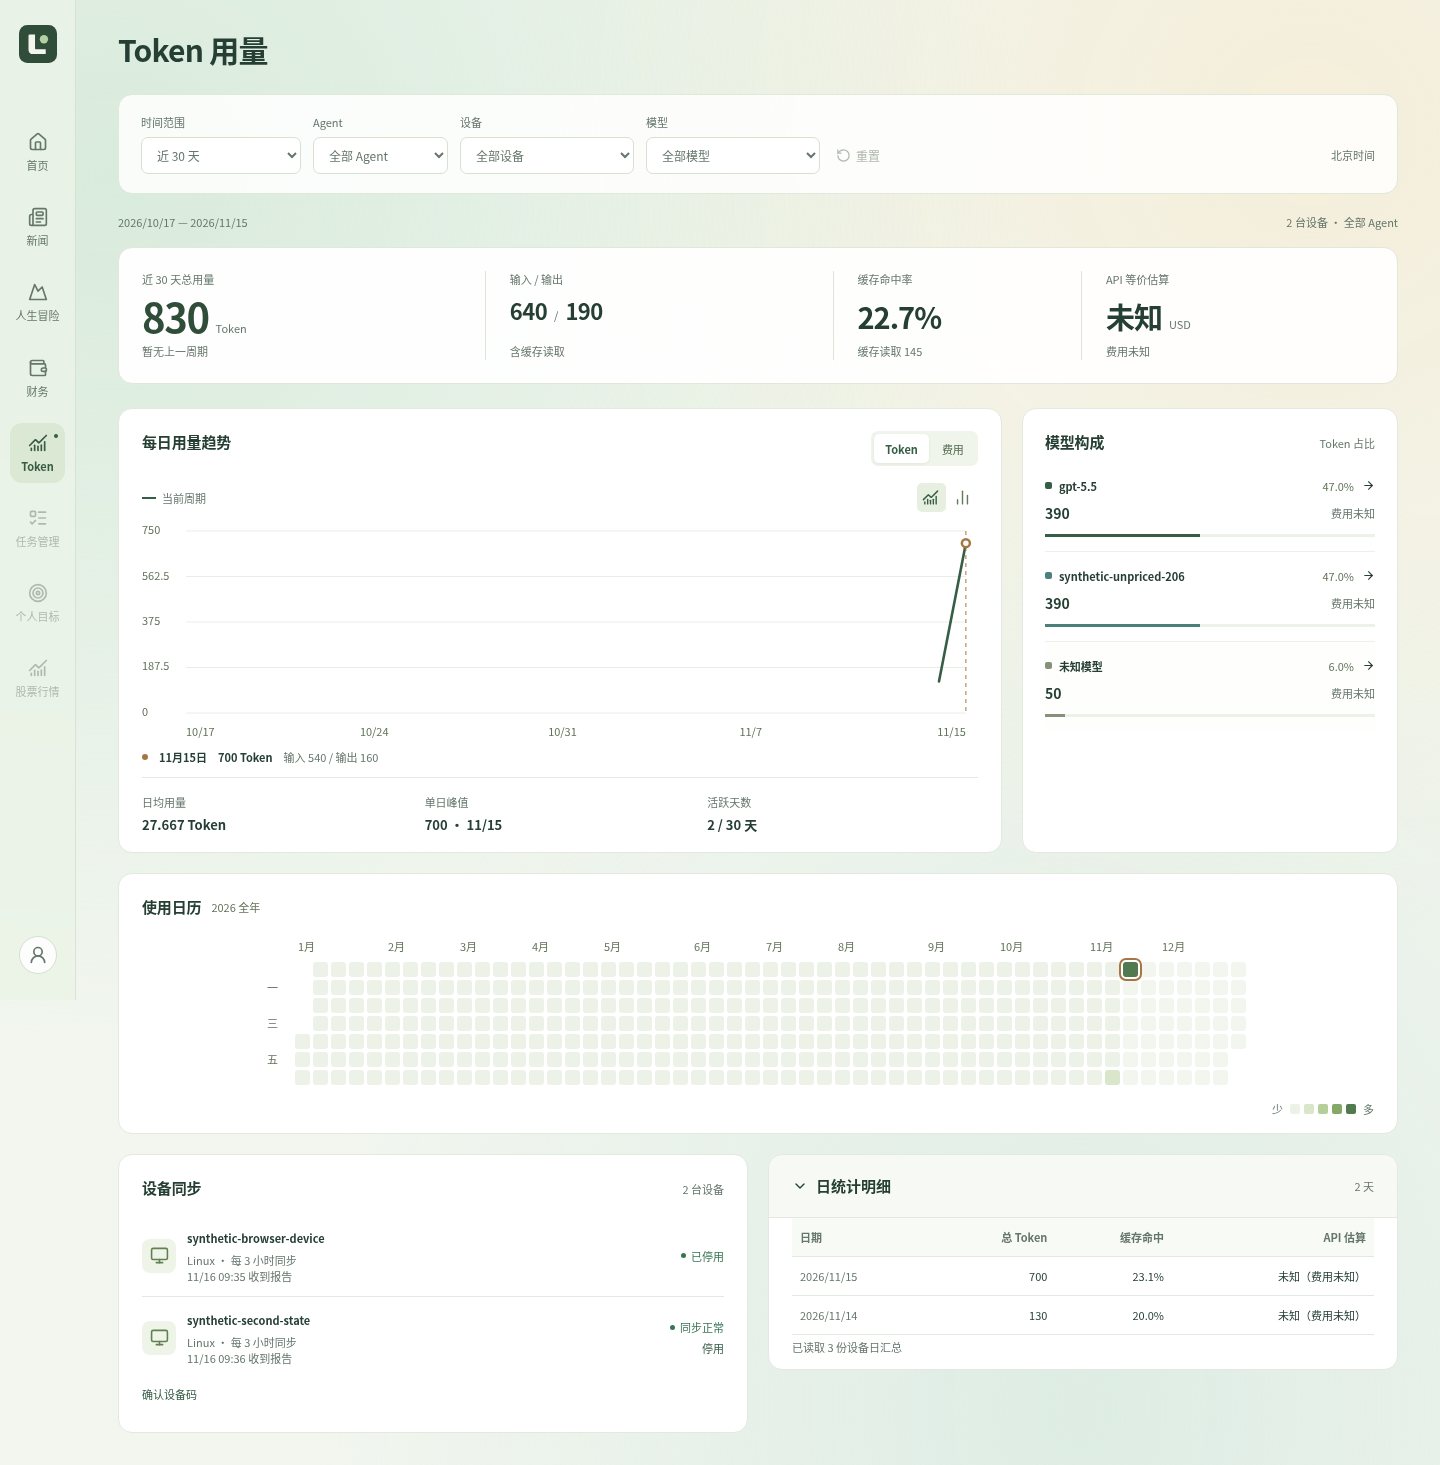 Token 用量
首页
新闻
人生冒险
财务
Token
任务管理
个人目标
股票行情
时间范围
Agent
设备
模型
近 30 天
全部 Agent
全部设备
全部模型
重置
北京时间
2026/10/17 — 2026/11/15
2 台设备 · 全部 Agent
近 30 天总用量
830 Token
暂无上一周期
输入 / 输出
640 / 190
含缓存读取
缓存命中率
22.7%
缓存读取 145
API 等价估算
未知 USD
费用未知
每日用量趋势
Token
费用
当前周期
750
562.5
375
187.5
0
10/17
10/24
10/31
11/7
11/15
11月15日 700 Token 输入 540 / 输出 160
日均用量
27.667 Token
单日峰值
700 · 11/15
活跃天数
2 / 30 天
模型构成
Token 占比
gpt-5.5
47.0%
390
费用未知
synthetic-unpriced-206
47.0%
390
费用未知
未知模型
6.0%
50
费用未知
使用日历 2026 全年
1月 2月 3月 4月 5月 6月 7月 8月 9月 10月 11月 12月
一
三
五
少
多
设备同步
2 台设备
synthetic-browser-device
Linux · 每 3 小时同步
11/16 09:35 收到报告
已停用
synthetic-second-state
Linux · 每 3 小时同步
11/16 09:36 收到报告
同步正常
停用
确认设备码
日统计明细
2 天
日期 总 Token 缓存命中 API 估算
2026/11/15 700 23.1% 未知（费用未知）
2026/11/14 130 20.0% 未知（费用未知）
已读取 3 份设备日汇总